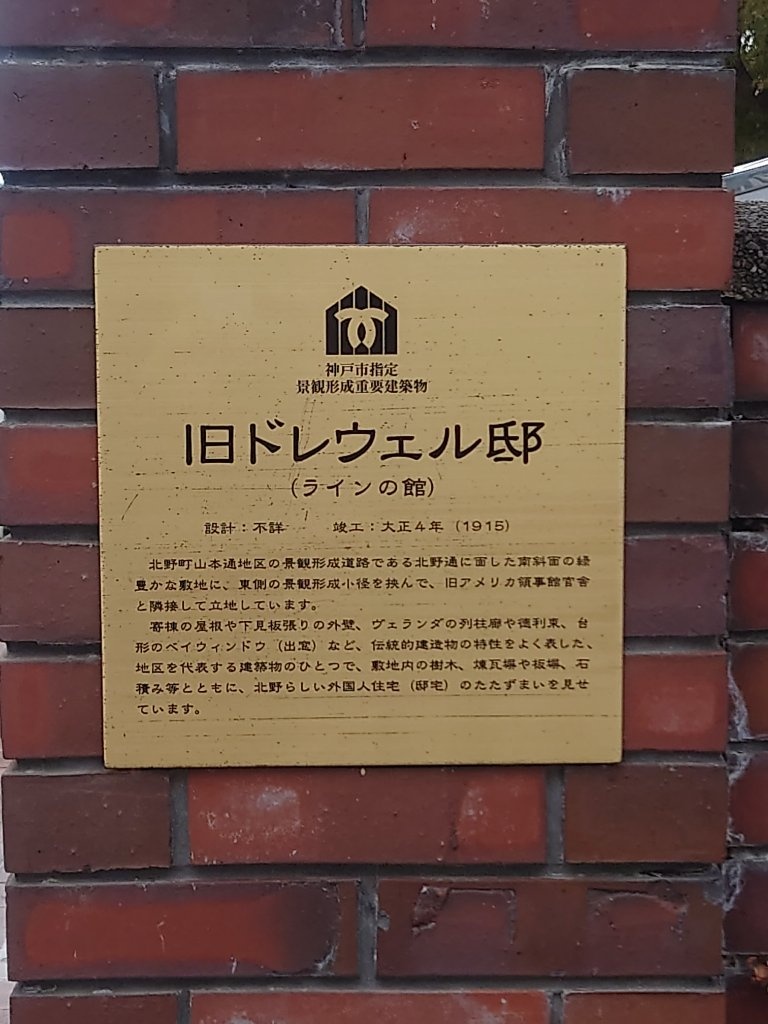 神戸市指定
景観形成重要建築物
旧ドレウェル邸
(ラインの館)
設計：不詳　竣工：大正4年（1915）
北野町山本通地区の景観形成道路である北野通に面した南斜面の緑
豊かな敷地に、東側の景観形成小径を挟んで、旧アメリカ領事館官舎
と隣接して立地しています。
寄棟の屋根や下見板張りの外壁、ヴェランダの列柱廊や徳利束、台
形のベイウィンドウ（出窓）など、伝統的建造物の特性をよく表した、
地区を代表する建築物のひとつで、敷地内の樹木、煉瓦塀や板塀、石
積み等とともに、北野らしい外国人住宅（邸宅）のたたずまいを見せ
ています。